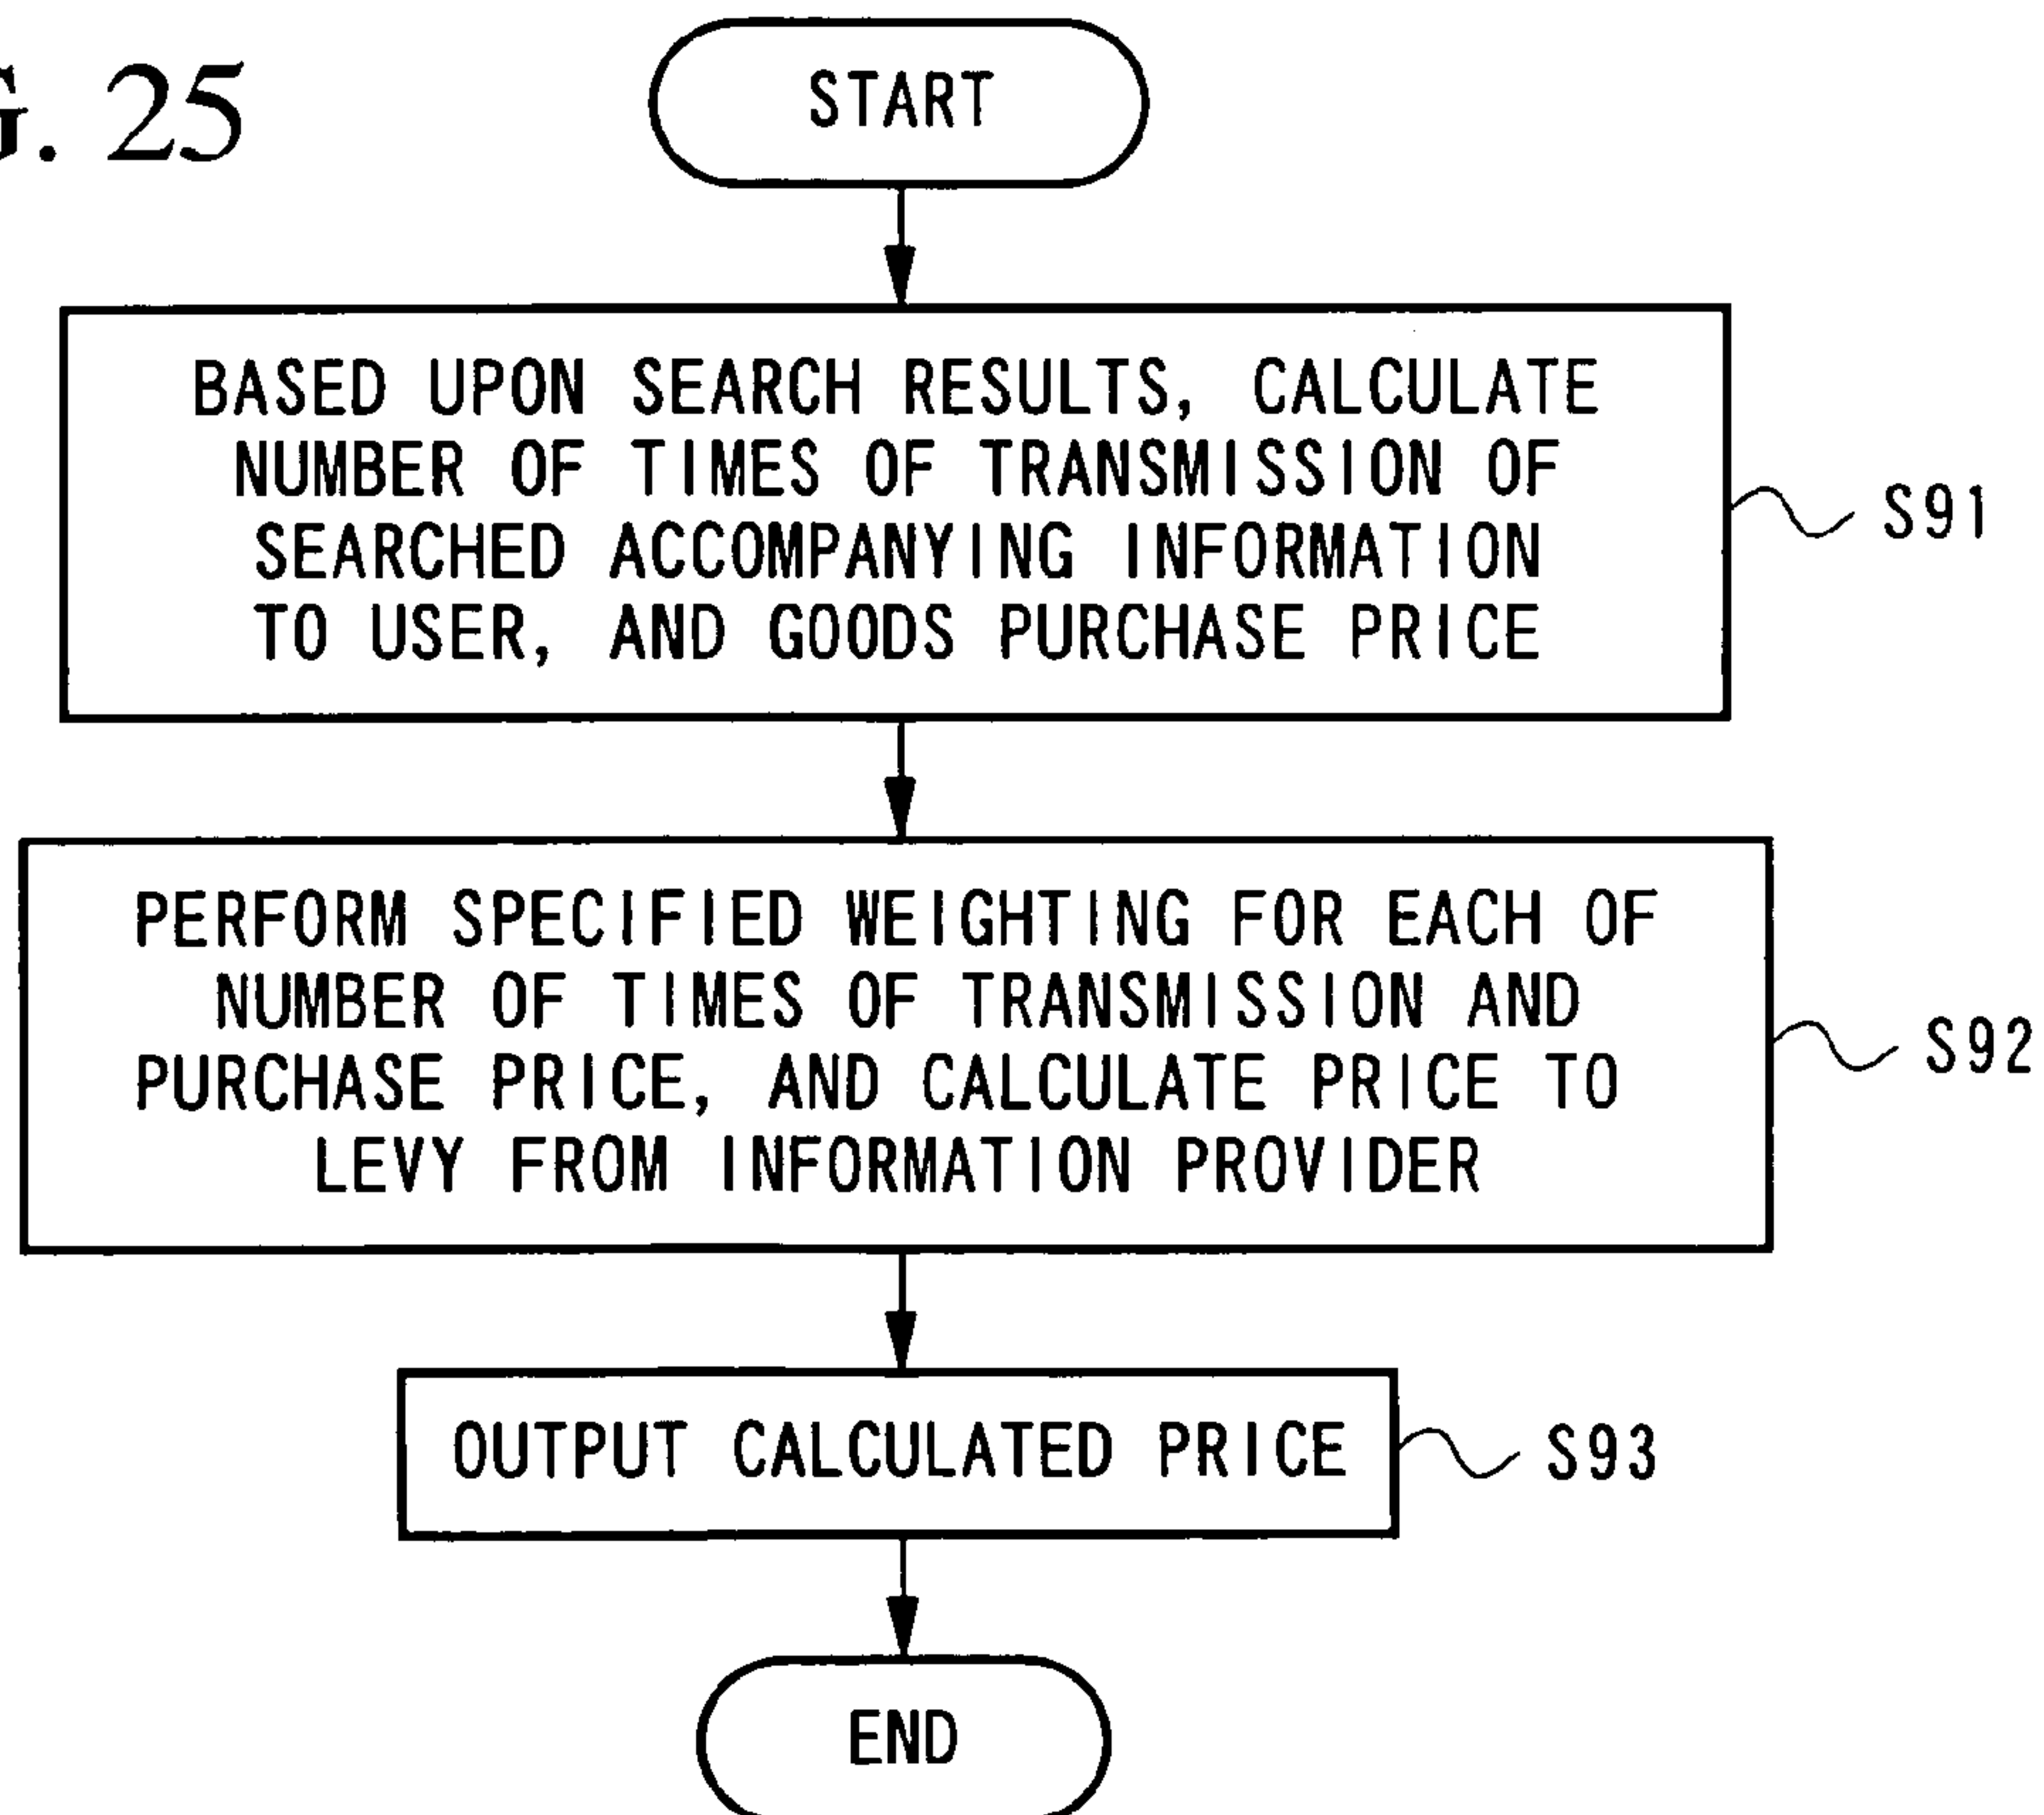 G. 25
START
BASED UPON SEARCH RESULTS, CALCULATE
NUMBER OF TIMES OF TRANSMISSION OF
SEARCHED ACCOMPANYING INFORMATION
TO USER, AND GOODS PURCHASE PRICE
S91
PERFORM SPECIFIED WEIGHTING FOR EACH OF
NUMBER OF TIMES OF TRANSMISSION AND
PURCHASE PRICE, AND CALCULATE PRICE TO
LEVY FROM INFORMATION PROVIDER
S92
OUTPUT CALCULATED PRICE
S93
END